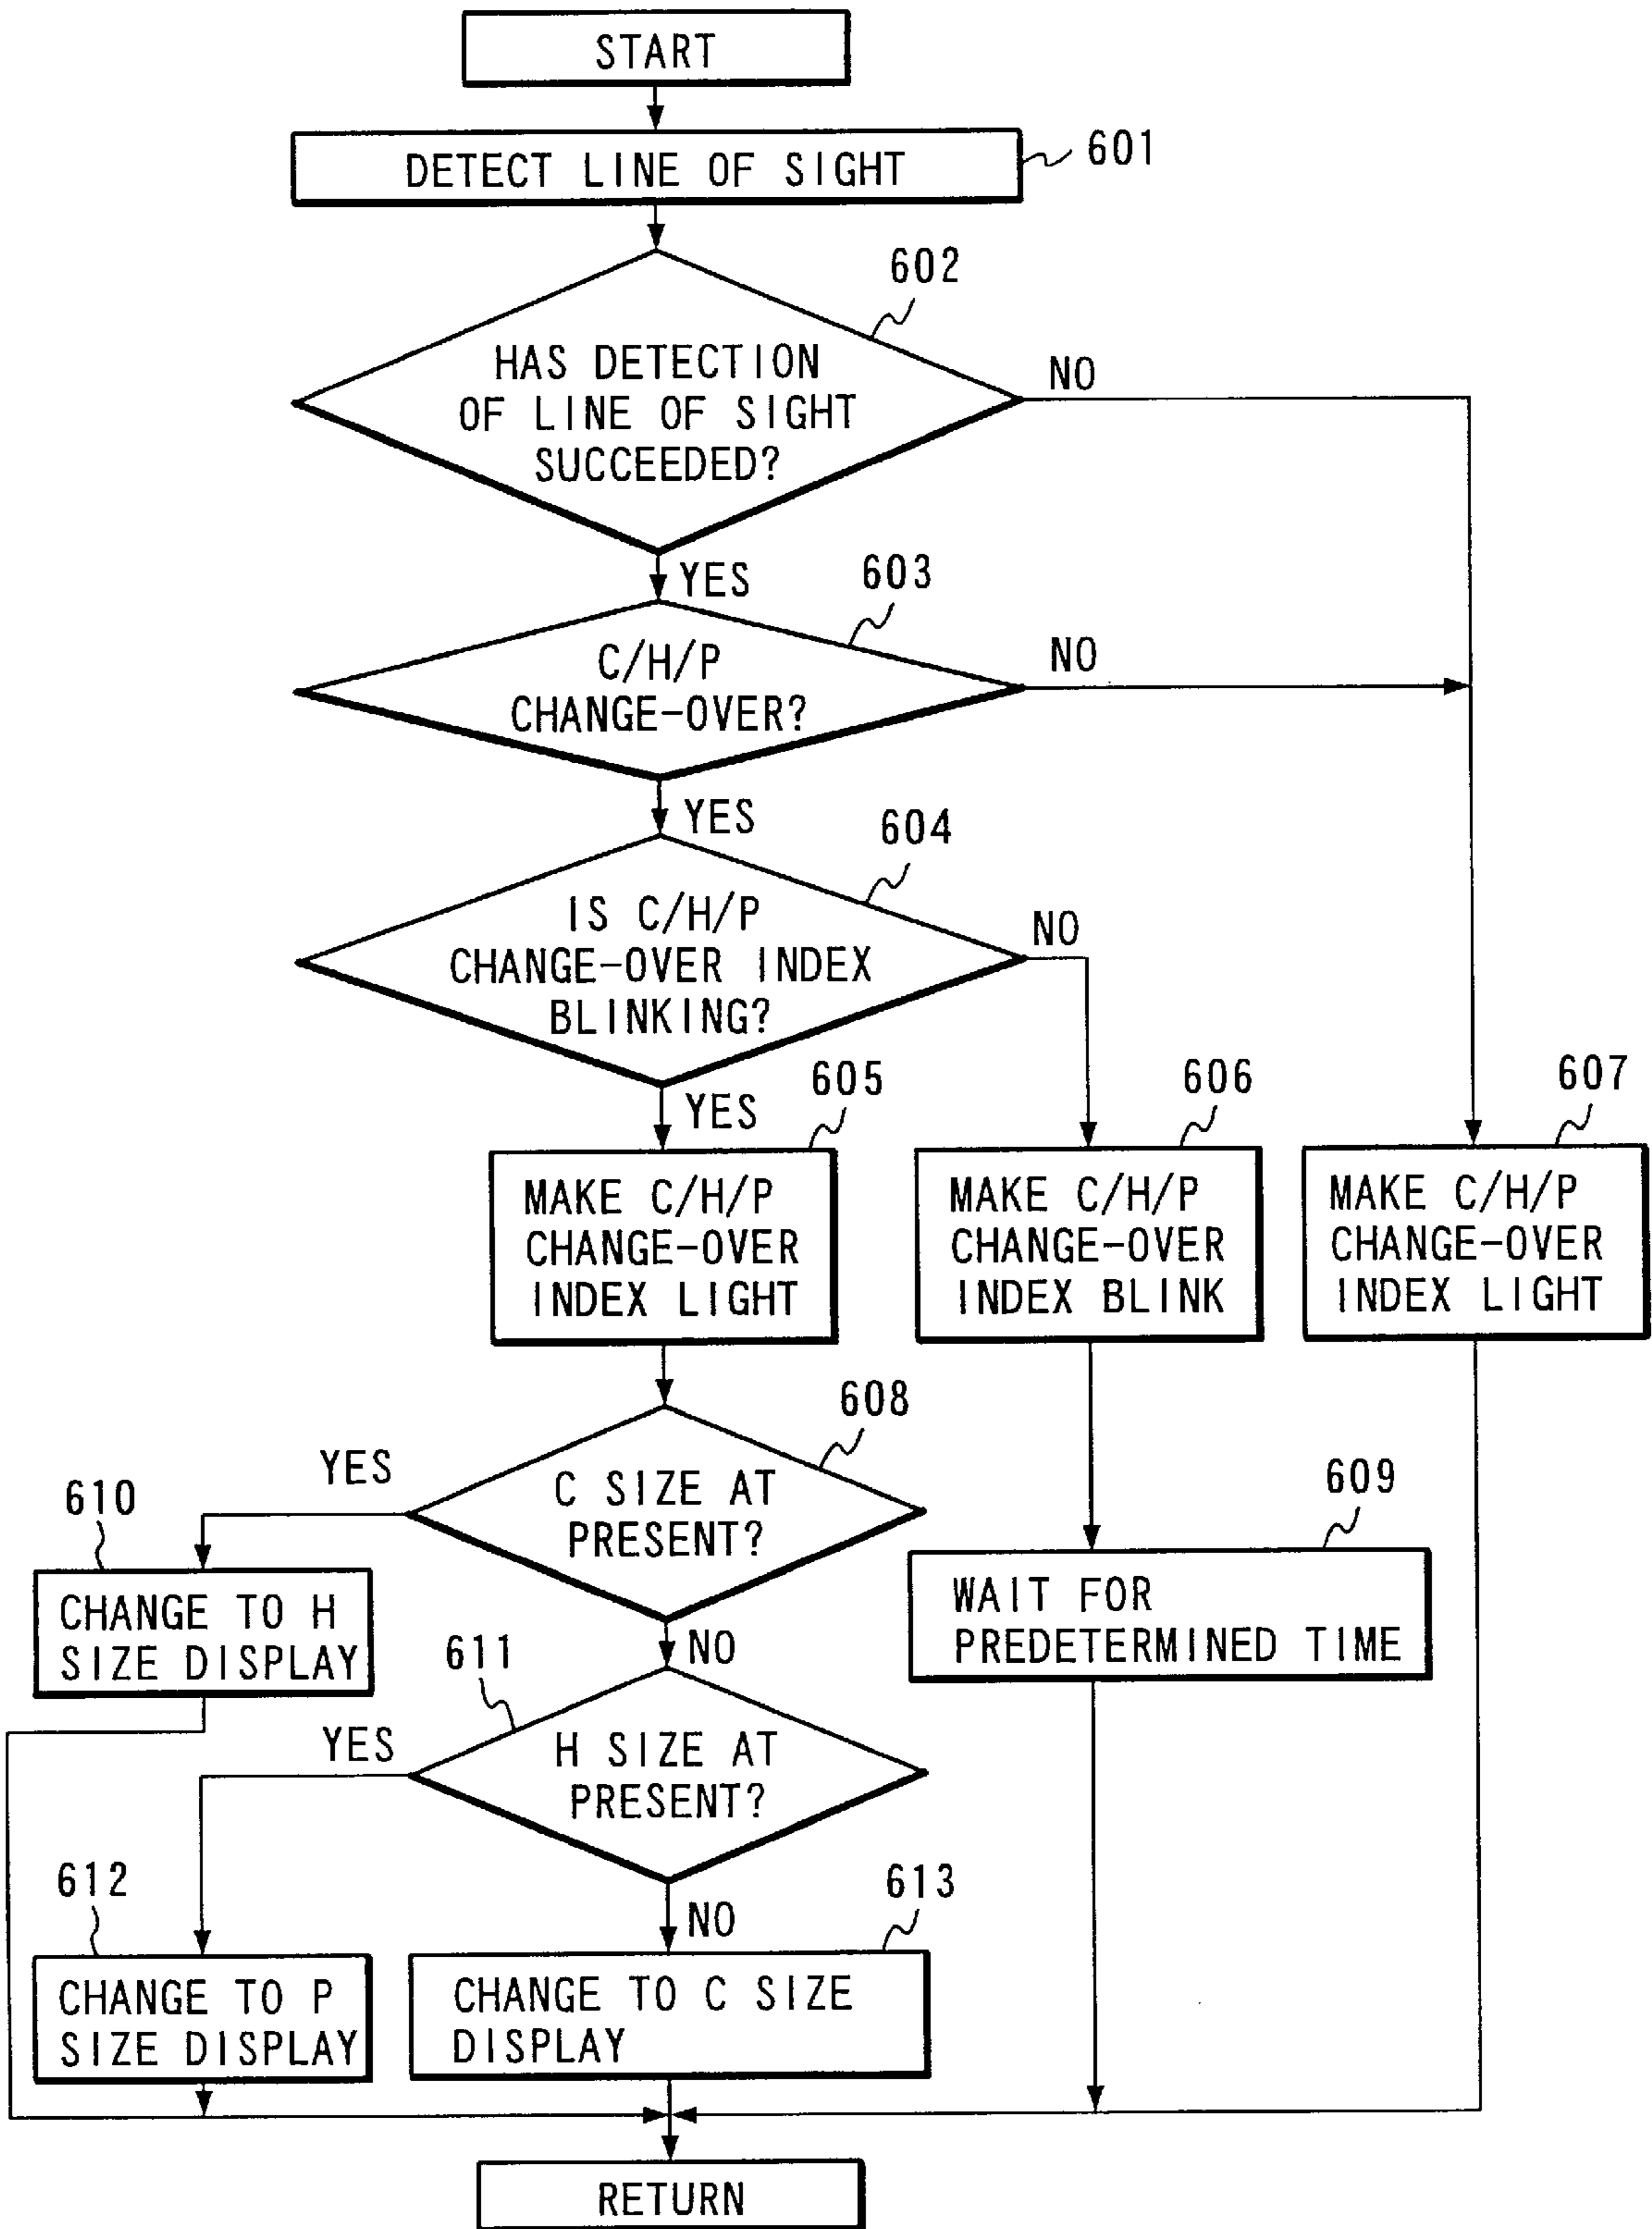 START
DETECT LINE OF SIGHT
601
602
HAS DETECTION
OF LINE OF SIGHT
SUCCEEDED?
NO
YES
603
C/H/P
CHANGE-OVER?
NO
YES
604
IS C/H/P
CHANGE-OVER INDEX
BLINKING?
NO
YES
605
MAKE C/H/P
CHANGE-OVER
INDEX LIGHT
606
MAKE C/H/P
CHANGE-OVER
INDEX BLINK
607
MAKE C/H/P
CHANGE-OVER
INDEX LIGHT
608
C SIZE AT
PRESENT?
YES
NO
609
WAIT FOR
PREDETERMINED TIME
610
CHANGE TO H
SIZE DISPLAY
611
H SIZE AT
PRESENT?
YES
NO
612
CHANGE TO P
SIZE DISPLAY
613
CHANGE TO C SIZE
DISPLAY
RETURN